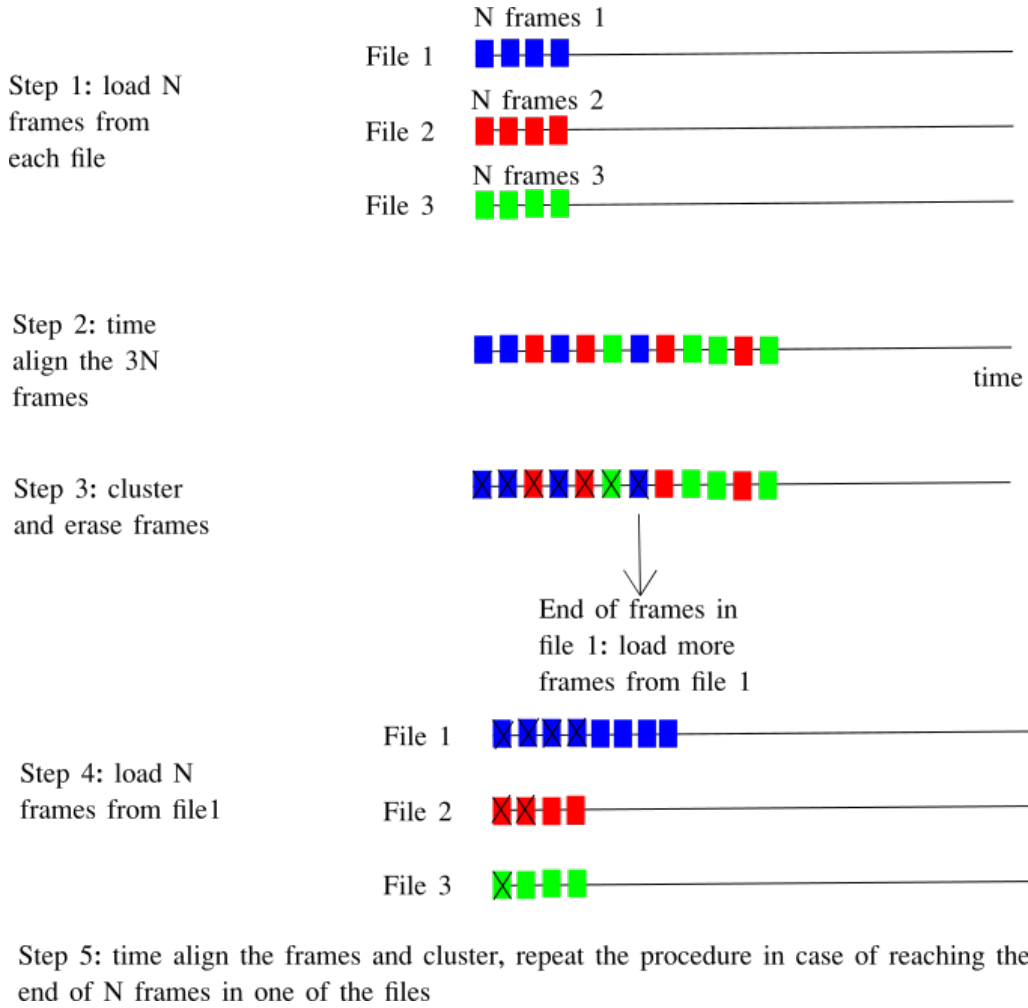 N frames 1
File 1
Step 1: load N
frames from
each file
N frames 2
File 2
N frames 3
File 3
Step 2: time
align the 3N
frames
time
Step 3: cluster
and erase frames
End of frames in
file 1: load more
frames from file 1
File 1
Step 4: load N
frames from file1
File 2
File 3
Step 5: time align the frames and cluster, repeat the procedure in case of reaching the
end of N frames in one of the files